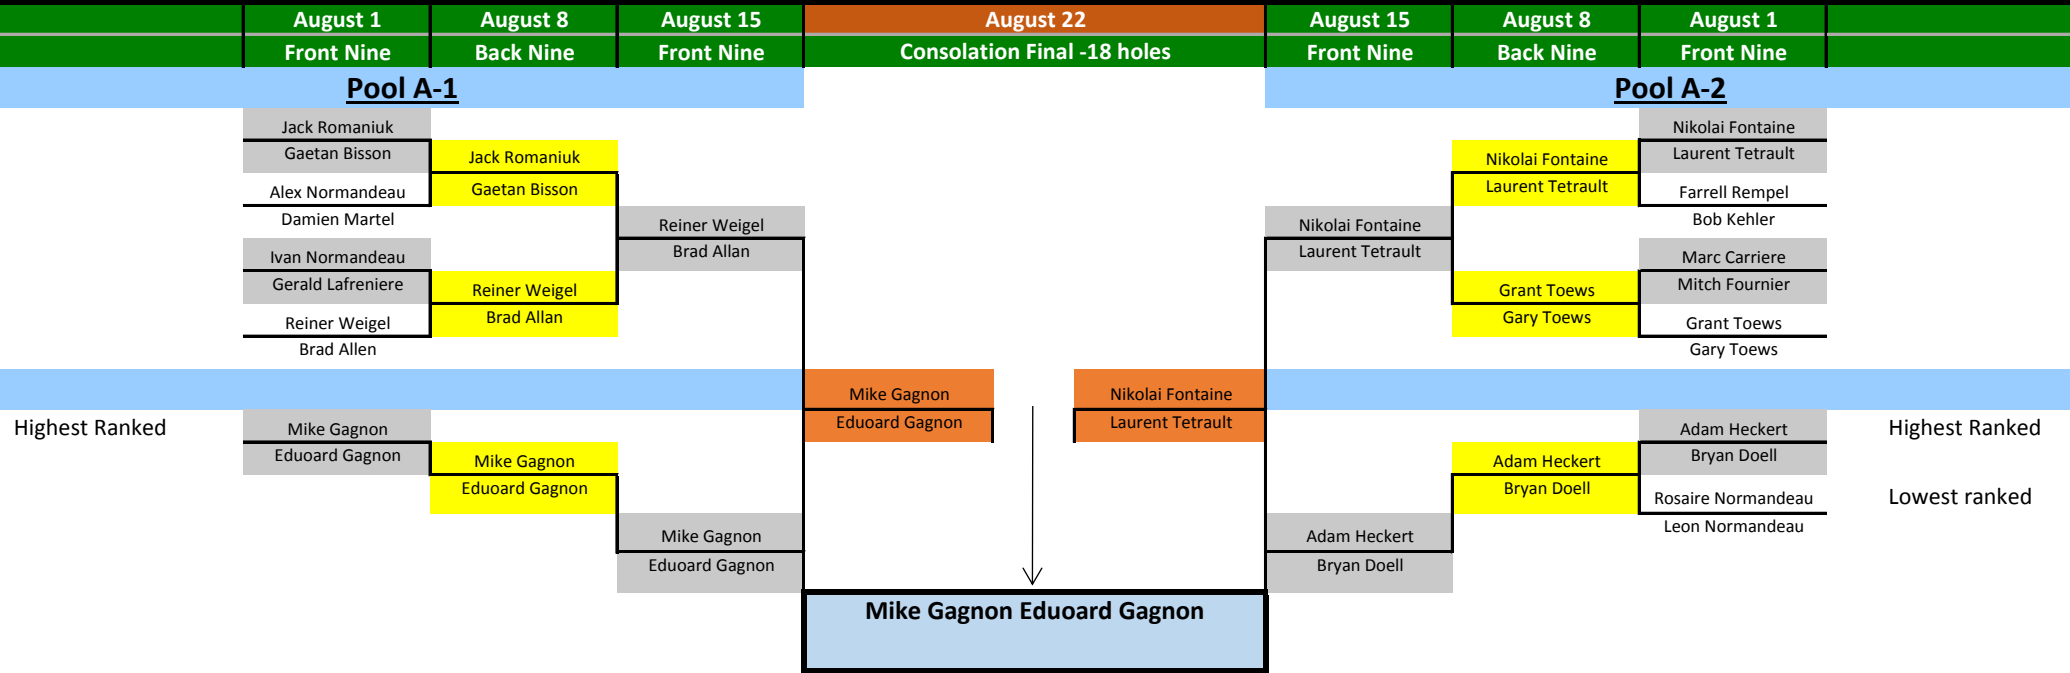 August 1 August 8 August 15 August 22 August 15 August 8 August 1
Front Nine Back Nine Front Nine Consolation Final -18 holes Front Nine Back Nine Front Nine
Pool A-1 Pool A-2
Jack Romaniuk Nikolai Fontaine
Gaetan Bisson Jack Romaniuk Nikolai Fontaine Laurent Tetrault
Alex Normandeau Gaetan Bisson Laurent Tetrault Farrell Rempel
Damien Martel Reiner Weigel Nikolai Fontaine Bob Kehler
Ivan Normandeau Brad Allan Laurent Tetrault Marc Carriere
Gerald Lafreniere Reiner Weigel Grant Toews Mitch Fournier
Reiner Weigel Brad Allan Gary Toews Grant Toews
Brad Allen Gary Toews
Mike Gagnon Nikolai Fontaine
Highest Ranked Mike Gagnon Eduoard Gagnon Laurent Tetrault Adam Heckert Highest Ranked
Eduoard Gagnon Mike Gagnon Adam Heckert Bryan Doell
Eduoard Gagnon Bryan Doell Rosaire Normandeau Lowest ranked
Mike Gagnon Adam Heckert Leon Normandeau
Eduoard Gagnon Bryan Doell
Mike Gagnon Eduoard Gagnon